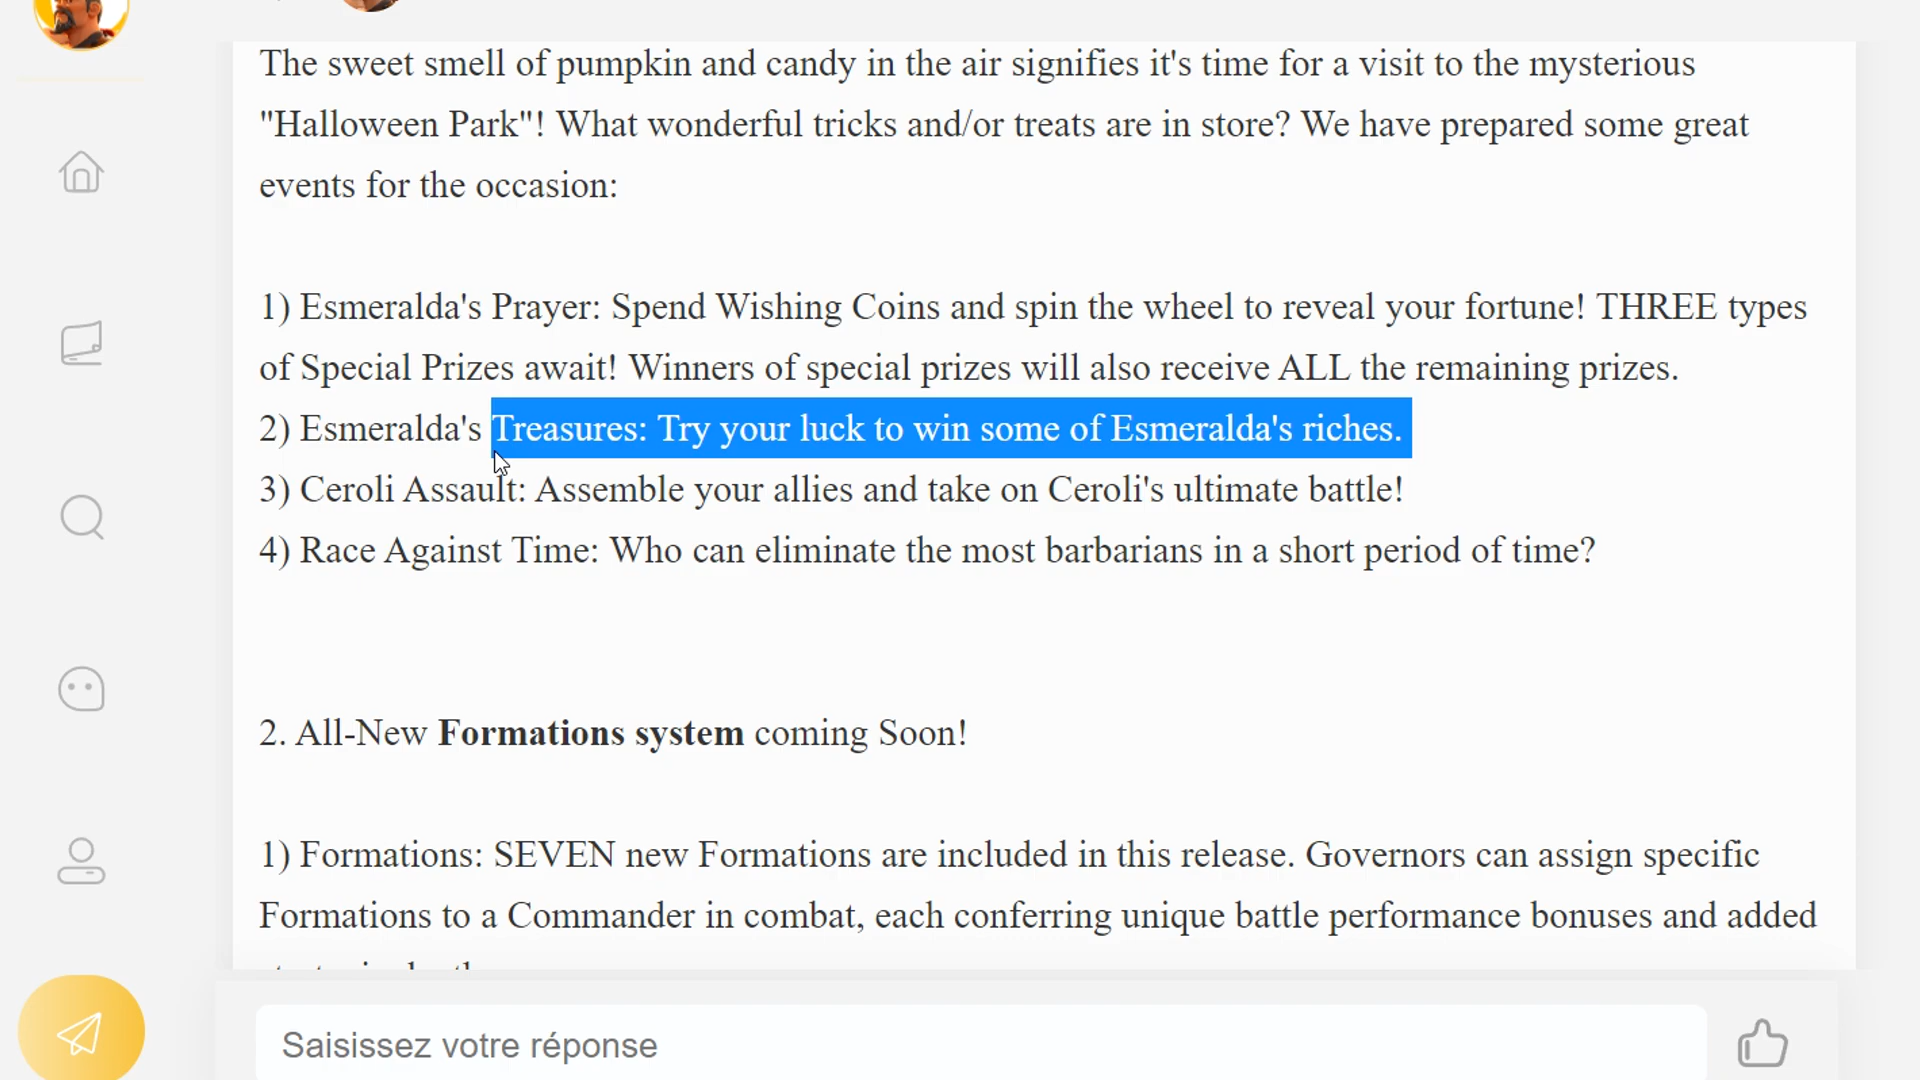 The sweet smell of pumpkin and candy in the air signifies it's time for a visit to the mysterious
"Halloween Park"! What wonderful tricks and/or treats are in store? We have prepared some great
events for the occasion:
1) Esmeralda's Prayer: Spend Wishing Coins and spin the wheel to reveal your fortune! THREE types
of Special Prizes await! Winners of special prizes will also receive ALL the remaining prizes.
2) Esmeralda's Treasures: Try your luck to win some of Esmeralda's riches.
3) Ceroli Assault: Assemble your allies and take on Ceroli's ultimate battle!
4) Race Against Time: Who can eliminate the most barbarians in a short period of time?
2. All-New Formations system coming Soon!
1) Formations: SEVEN new Formations are included in this release. Governors can assign specific
Formations to a Commander in combat, each conferring unique battle performance bonuses and added
Saisissez votre réponse